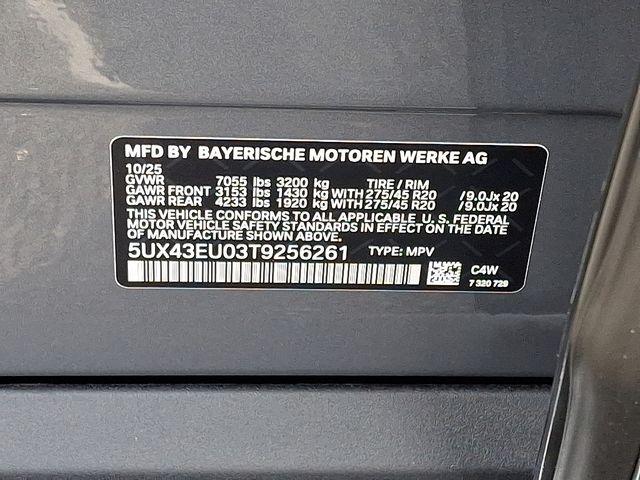 MFD BY BAYERISCHE MOTOREN WERKE AG
10/25
GVWR 7055 lbs 3200 kg TIRE / RIM
GAWR FRONT 3153 lbs 1430 kg WITH 275/45 R20 /9.0Jx 20
GAWR REAR 4233 lbs 1920 kg WITH 275/45 R20 /9.0Jx 20
THIS VEHICLE CONFORMS TO ALL APPLICABLE U. S. FEDERAL
MOTOR VEHICLE SAFETY STANDARDS IN EFFECT ON THE DATE
OF MANUFACTURE SHOWN ABOVE.
5UX43EU03T9256261 TYPE: MPV
C4W
7 320 729